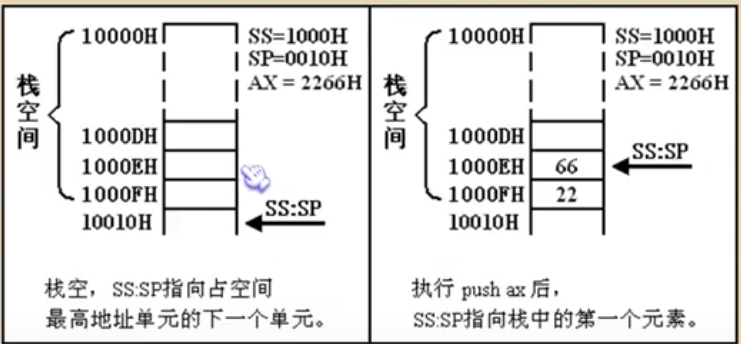 10000H
SS=1000H
SP=0010H
AX = 2266H
栈空间
1000DH
1000EH
1000FH
10010H
SS:SP
栈空，SS:SP指向占空间
最高地址单元的下一个单元。
10000H
SS=1000H
SP=0010H
AX = 2266H
栈空间
1000DH
1000EH
66
SS:SP
1000FH
22
10010H
执行 push ax 后，
SS:SP指向栈中的第一个元素。